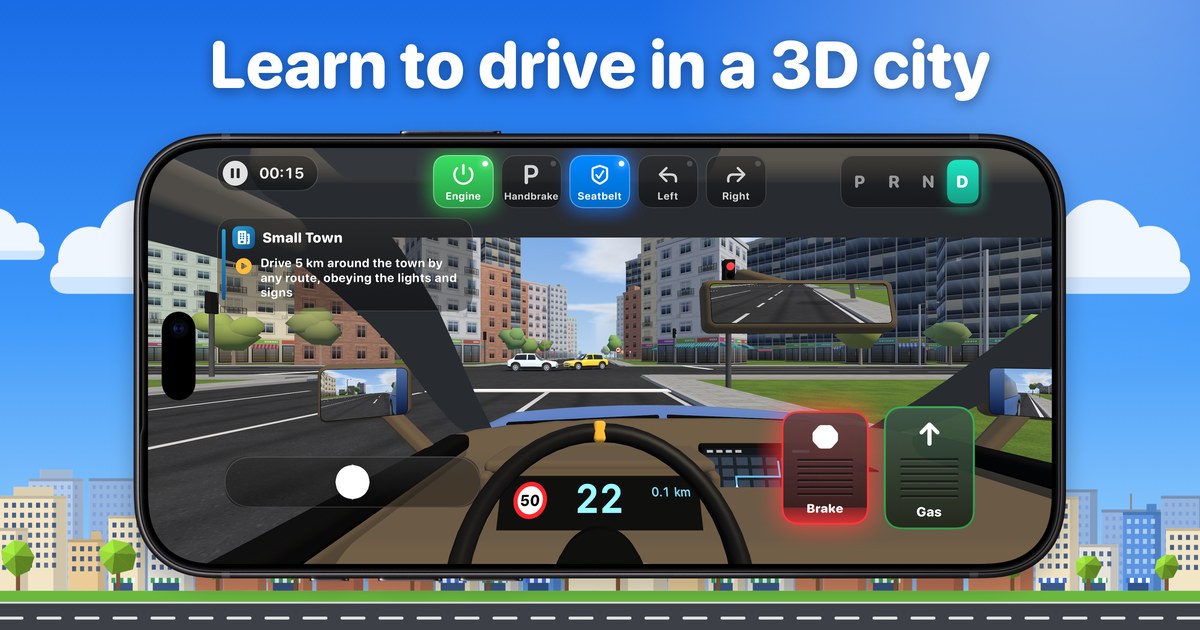 Learn to drive in a 3D city
00:15
Engine
P
Handbrake
Seatbelt
Left
Right
P R N D
Small Town
Drive 5 km around the town by
any route, obeying the lights and
signs
50
22
0.1 km
Brake
Gas